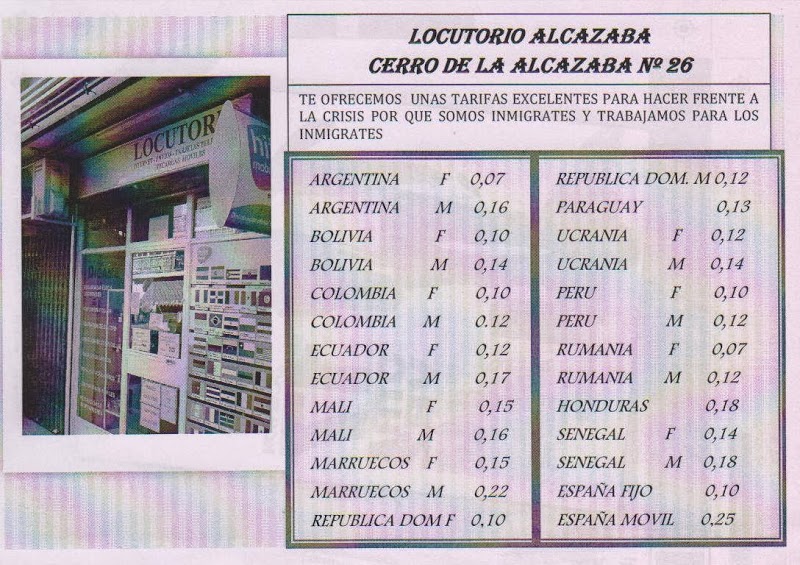 LOCUTORIO ALCAZABA
CERRO DE LA ALCAZABA Nº 26
TE OFRECEMOS UNAS TARIFAS EXCELENTES PARA HACER FRENTE A
LA CRISIS POR QUE SOMOS INMIGRATES Y TRABAJAMOS PARA LOS
INMIGRATES
LOCUTORI
ARGENTINA F 0,07
ARGENTINA M 0,16
BOLIVIA F 0,10
BOLIVIA M 0,14
COLOMBIA F 0,10
COLOMBIA M 0.12
ECUADOR F 0,12
ECUADOR M 0,17
MALI F 0,15
MALI M 0,16
MARRUECOS F 0,15
MARRUECOS M 0,22
REPUBLICA DOM F 0,10
REPUBLICA DOM. M 0,12
PARAGUAY 0,13
UCRANIA F 0,12
UCRANIA M 0,14
PERU F 0,10
PERU M 0,12
RUMANIA F 0,07
RUMANIA M 0,12
HONDURAS 0,18
SENEGAL F 0,14
SENEGAL M 0,18
ESPAÑA FIJO 0,10
ESPAÑA MOVIL 0,25